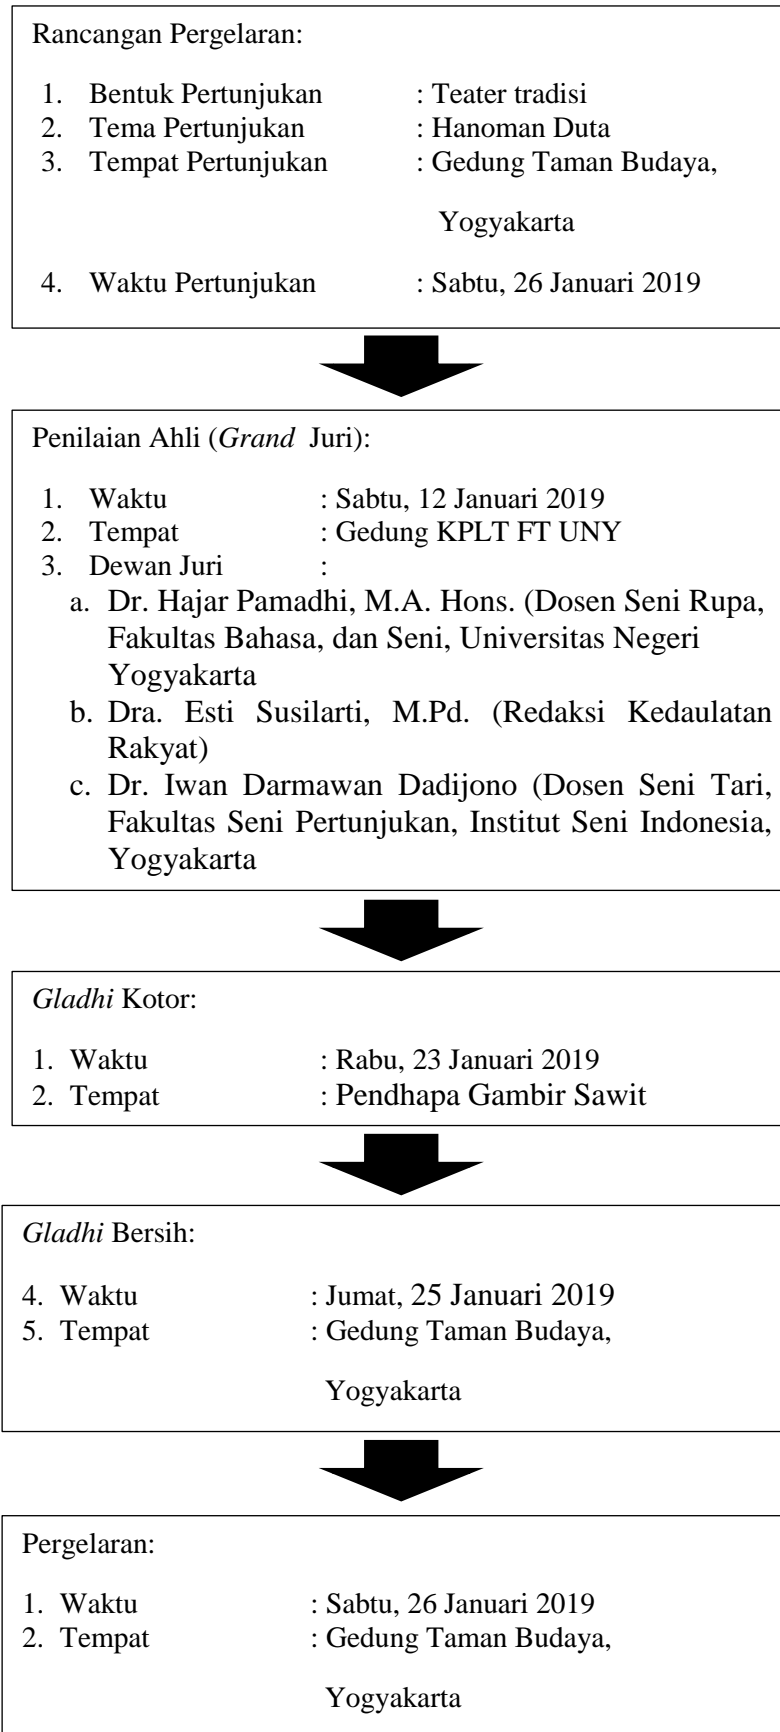 Rancangan Pergelaran:
1. Bentuk Pertunjukan : Teater tradisi
2. Tema Pertunjukan : Hanoman Duta
3. Tempat Pertunjukan : Gedung Taman Budaya,
Yogyakarta
4. Waktu Pertunjukan : Sabtu, 26 Januari 2019
Penilaian Ahli (Grand Juri):
1. Waktu : Sabtu, 12 Januari 2019
2. Tempat : Gedung KPLT FT UNY
3. Dewan Juri :
a. Dr. Hajar Pamadhi, M.A. Hons. (Dosen Seni Rupa,
Fakultas Bahasa, dan Seni, Universitas Negeri
Yogyakarta
b. Dra. Esti Susilarti, M.Pd. (Redaksi Kedaulatan
Rakyat)
c. Dr. Iwan Darmawan Dadijono (Dosen Seni Tari,
Fakultas Seni Pertunjukan, Institut Seni Indonesia,
Yogyakarta
Gladhi Kotor:
1. Waktu : Rabu, 23 Januari 2019
2. Tempat : Pendhapa Gambir Sawit
Gladhi Bersih:
4. Waktu : Jumat, 25 Januari 2019
5. Tempat : Gedung Taman Budaya,
Yogyakarta
Pergelaran:
1. Waktu : Sabtu, 26 Januari 2019
2. Tempat : Gedung Taman Budaya,
Yogyakarta